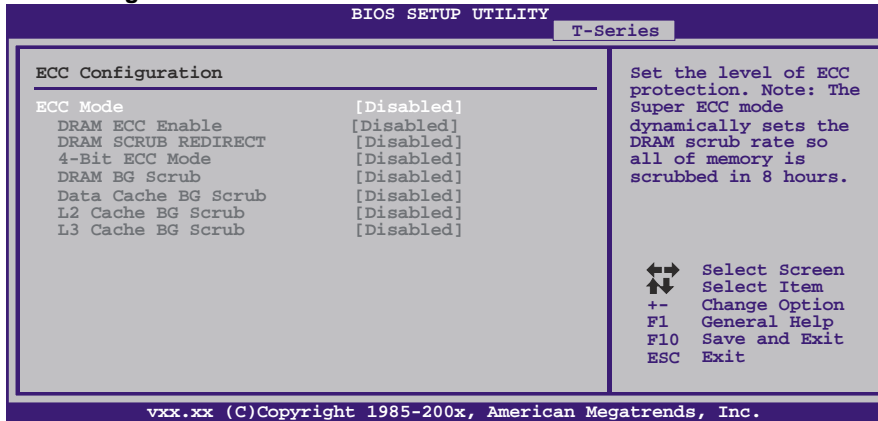 BIOS SETUP UTILITY
T-Series
ECC Configuration
ECC Mode [Disabled]
DRAM ECC Enable [Disabled]
DRAM SCRUB REDIRECT [Disabled]
4-Bit ECC Mode [Disabled]
DRAM BG Scrub [Disabled]
Data Cache BG Scrub [Disabled]
L2 Cache BG Scrub [Disabled]
L3 Cache BG Scrub [Disabled]
Set the level of ECC
protection. Note: The
Super ECC mode
dynamically sets the
DRAM scrub rate so
all of memory is
scrubbed in 8 hours.
Select Screen
Select Item
+- Change Option
F1 General Help
F10 Save and Exit
ESC Exit
vxx.xx (C)Copyright 1985-200x, American Megatrends, Inc.